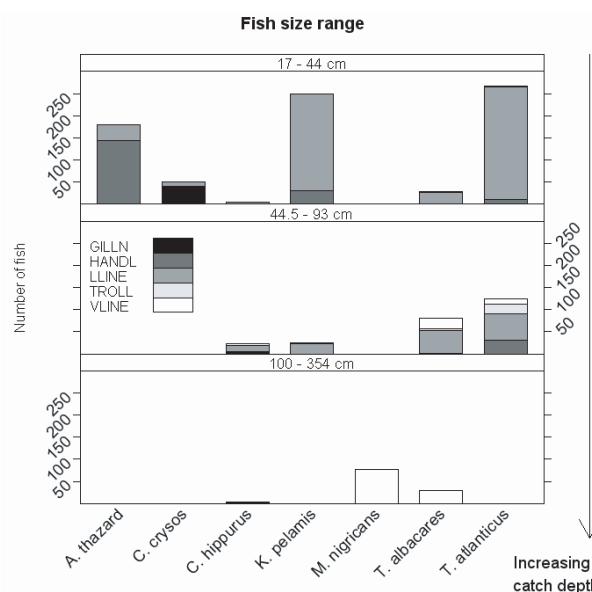 Fish size range
17 - 44 cm
250
200
150
100
50
44.5 - 93 cm
Number of fish
GILLN
HANDL
LLINE
TROLL
VLINE
250
200
150
100
50
100 - 354 cm
250
200
150
100
50
A. thazard
C. crysos
C. hippurus
K. pelamis
M. nigricans
T. albacares
T. atlanticus
Increasing
catch depth